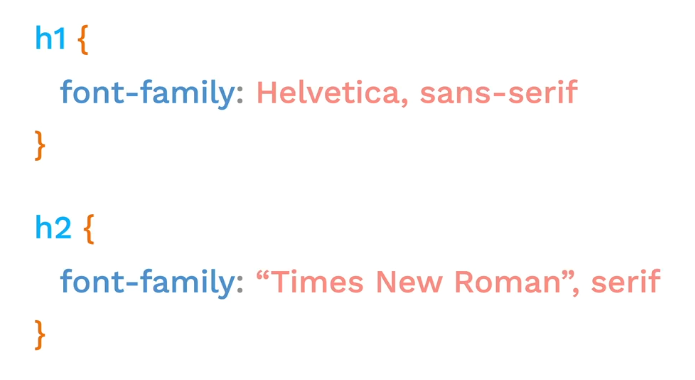 h1 {
font-family: Helvetica, sans-serif
}
h2 {
font-family: “Times New Roman”, serif
}